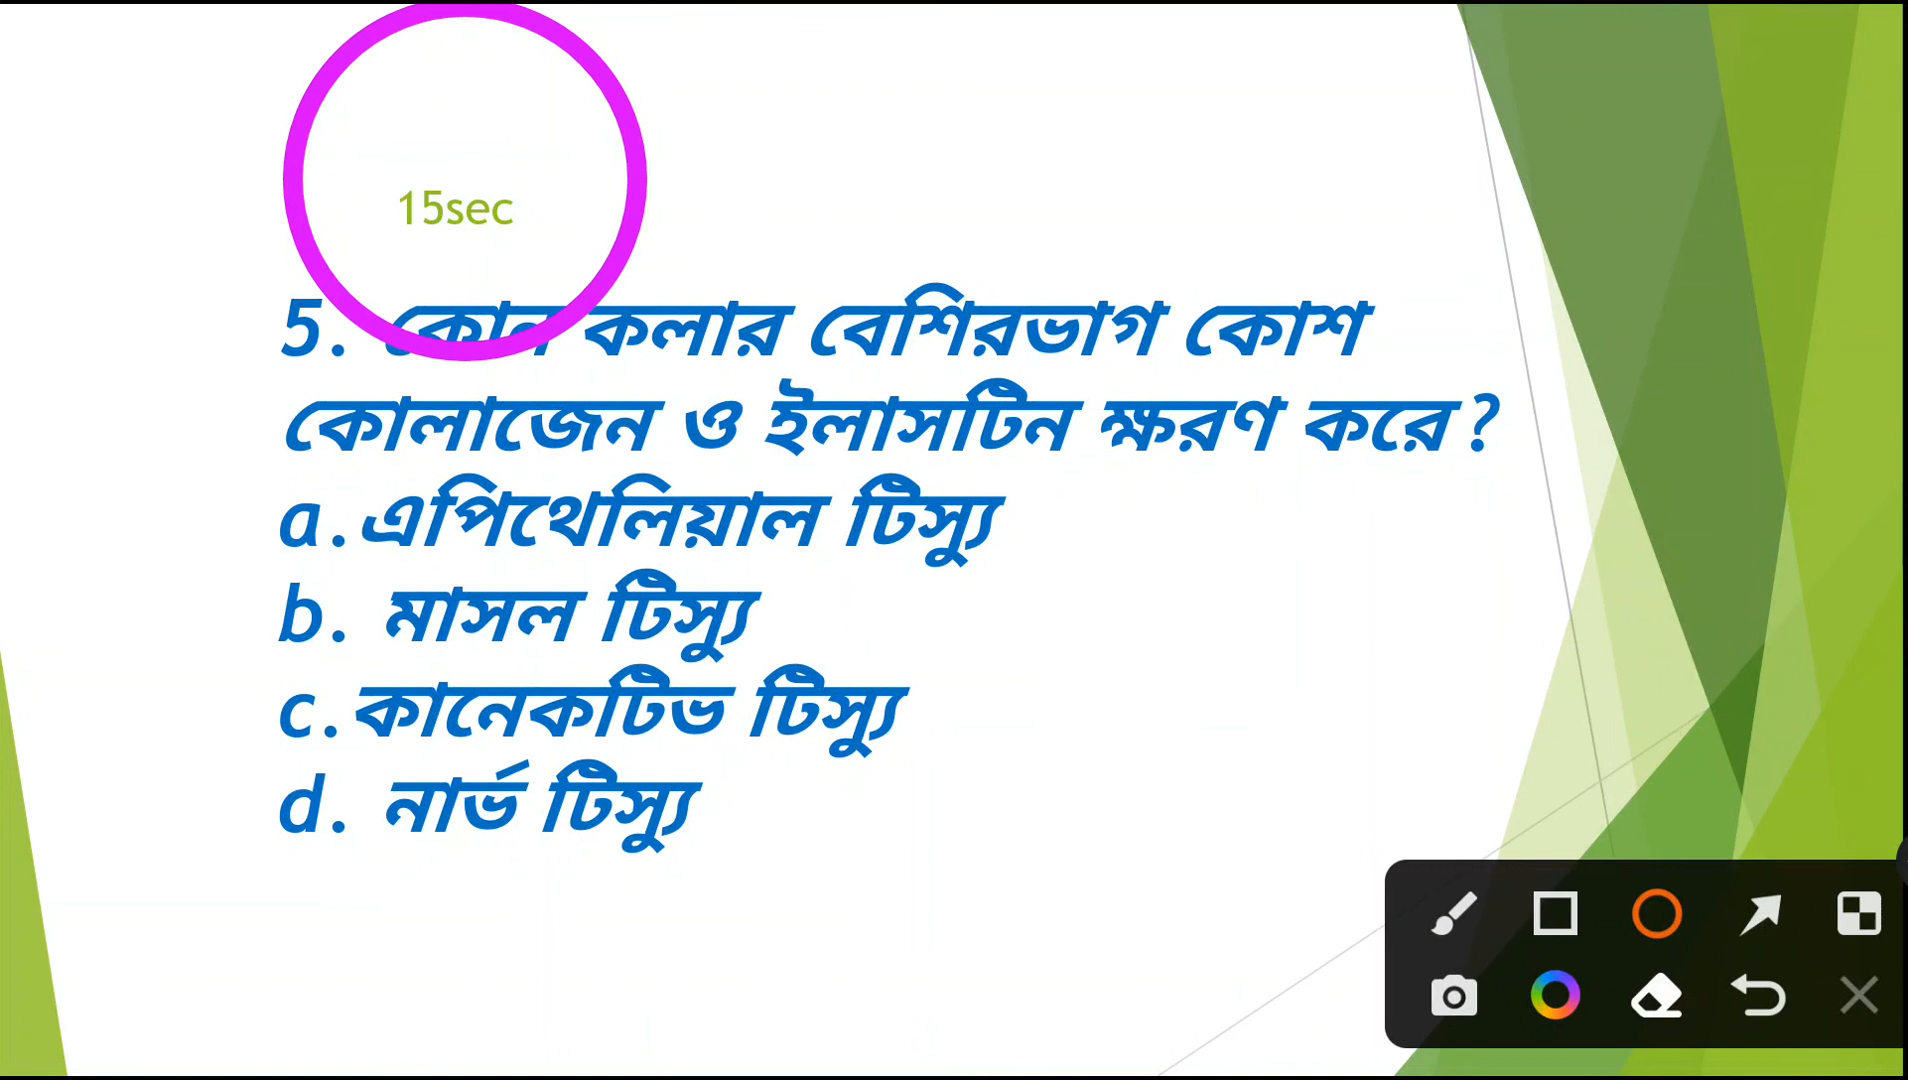 15sec
5. কোন কলার বেশিরভাগ কোশ
কোলাজেন ও ইলাসটিন ক্ষরণ করে?
a.এপিথেলিয়াল টিস্যু
b. মাসল টিস্যু
c.কানেকটিভ টিস্যু
d. নার্ভ টিস্যু